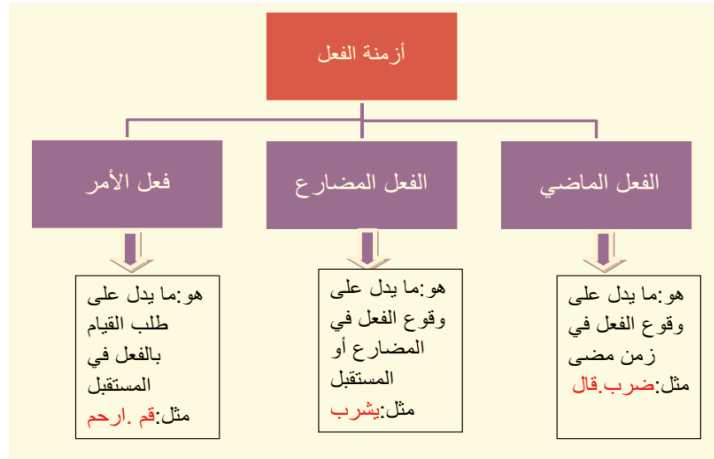 أزمنة الفعل
الفعل الماضي
الفعل المضارع
فعل الأمر
هو:ما يدل على
وقوع الفعل في
زمن مضى
مثل:ضرب.قال
هو:ما يدل على
وقوع الفعل في
المضارع أو
المستقبل
مثل:يشرب
هو:ما يدل على
طلب القيام
بالفعل في
المستقبل
مثل:قم .ارحم